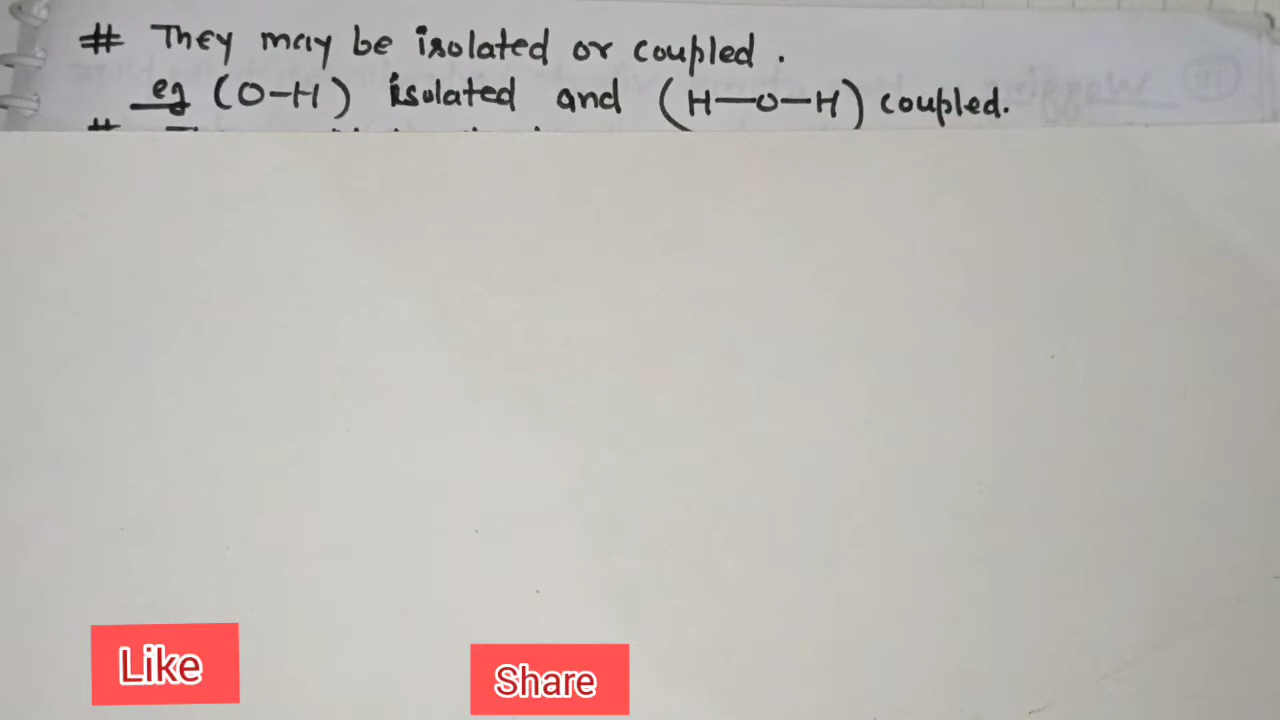 # They may be isolated or coupled.
eg (O-H) isolated and (H-O-H) coupled.
#
Like
Share